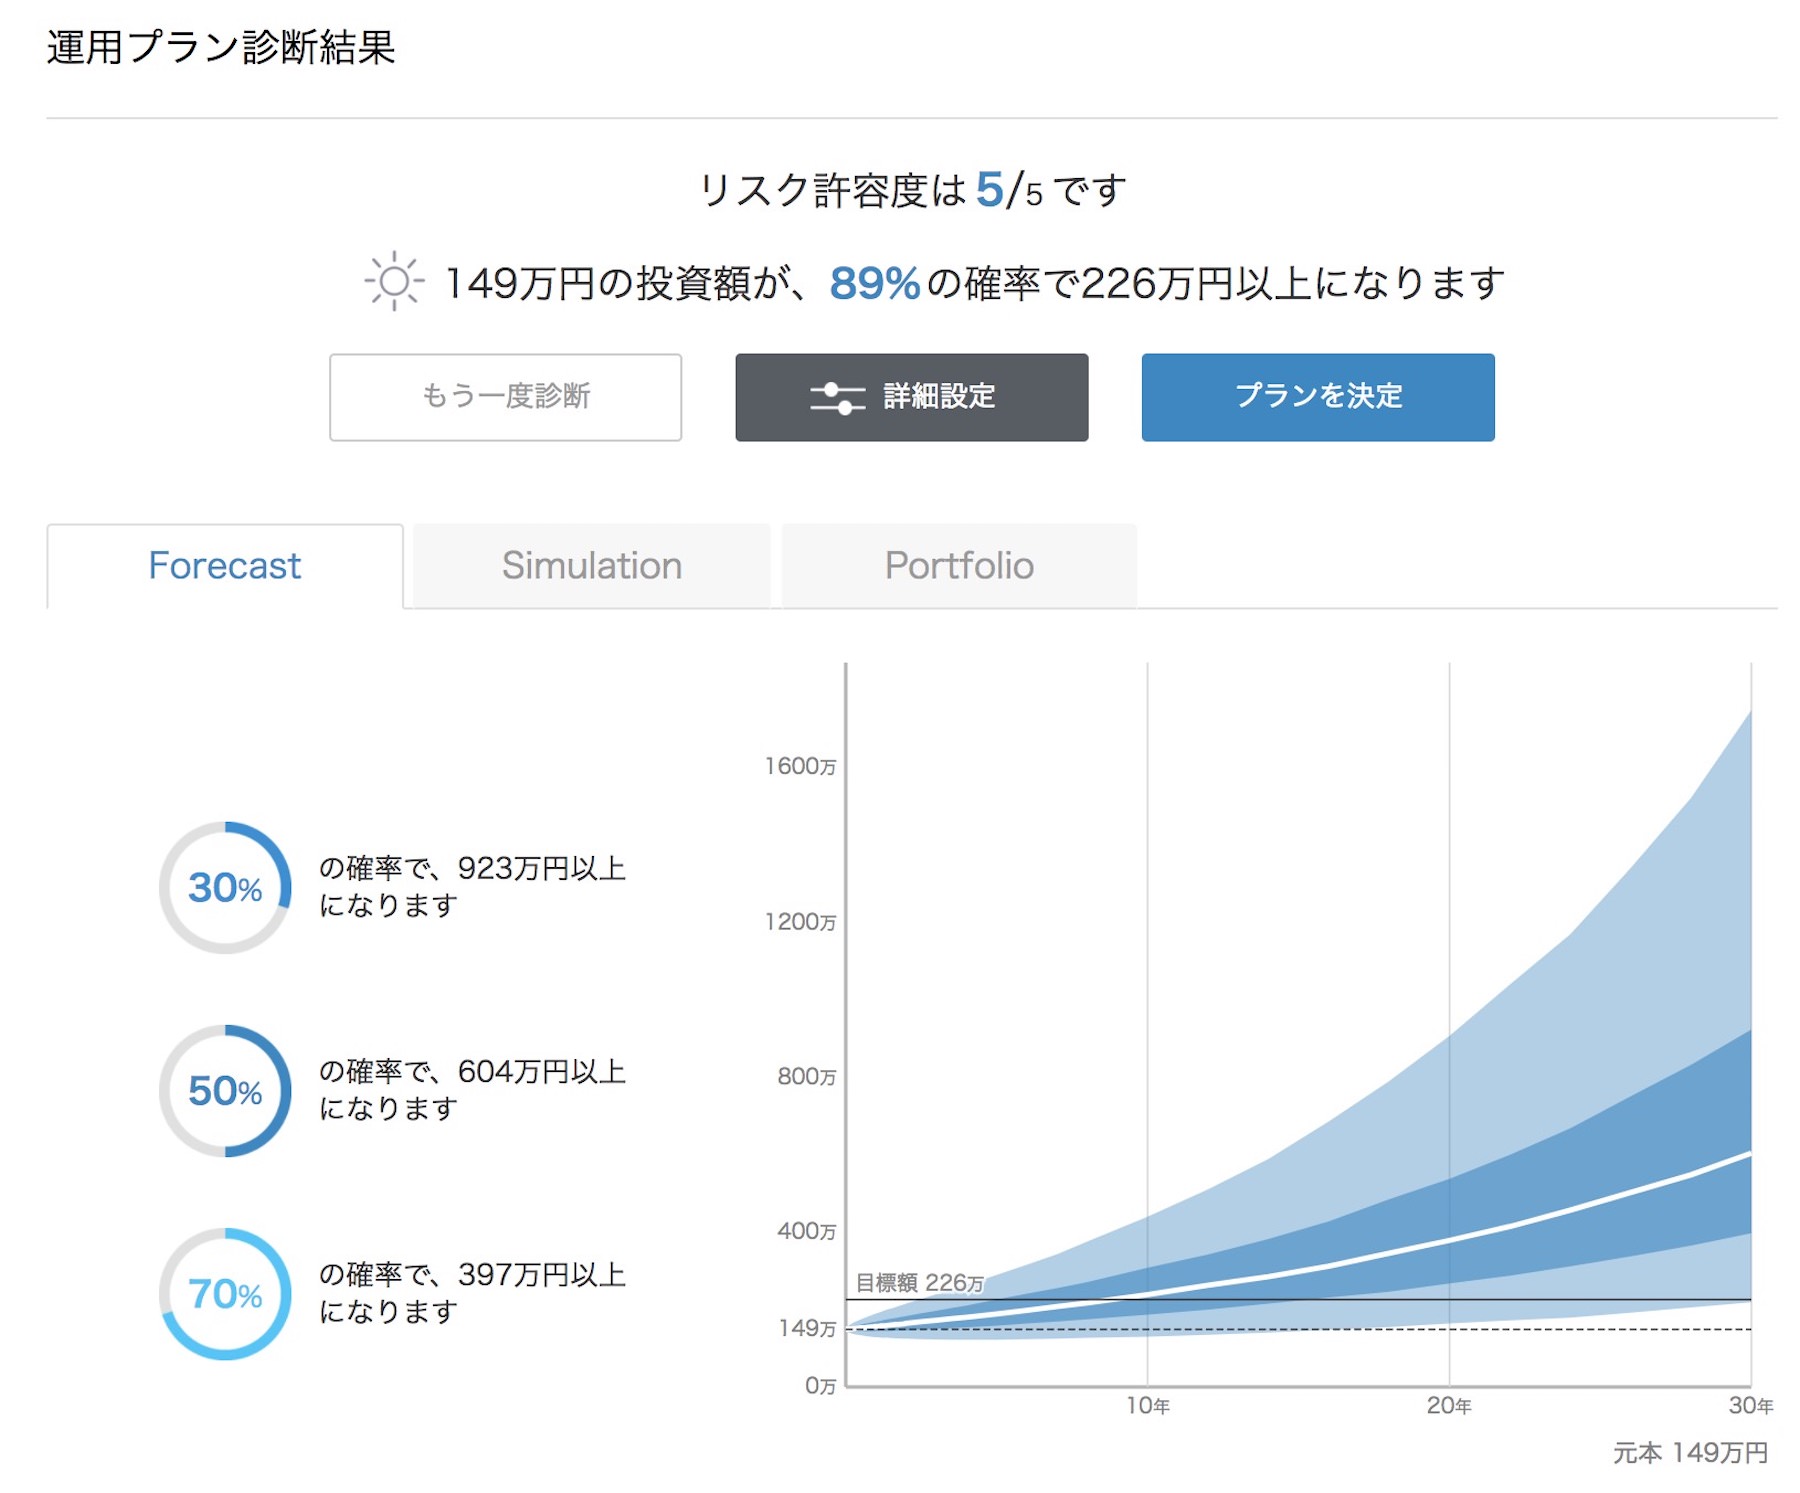 運用プラン診断結果
リスク許容度は 5/5 です
149万円の投資額が、89%の確率で226万円以上になります
もう一度診断
詳細設定
プランを決定
Forecast
Simulation
Portfolio
30%
の確率で、923万円以上
になります
50%
の確率で、604万円以上
になります
70%
の確率で、397万円以上
になります
1600万
1200万
800万
400万
目標額 226万
149万
0万
10年
20年
30年
元本 149万円